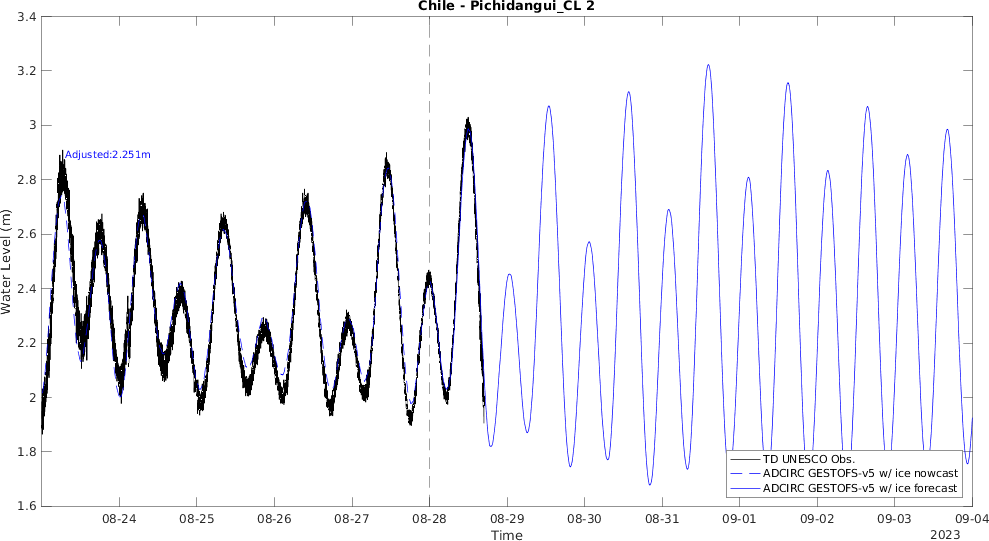 Chile - Pichidangui_CL 2
3.4
3.2
3
2.8
2.6
2.4
2.2
2
1.8
1.6
Water Level (m)
Adjusted:2.251m
TD UNESCO Obs.
ADCIRC GESTOFS-v5 w/ ice nowcast
ADCIRC GESTOFS-v5 w/ ice forecast
08-24 08-25 08-26 08-27 08-28 08-29 08-30 08-31 09-01 09-02 09-03 09-04
Time
2023